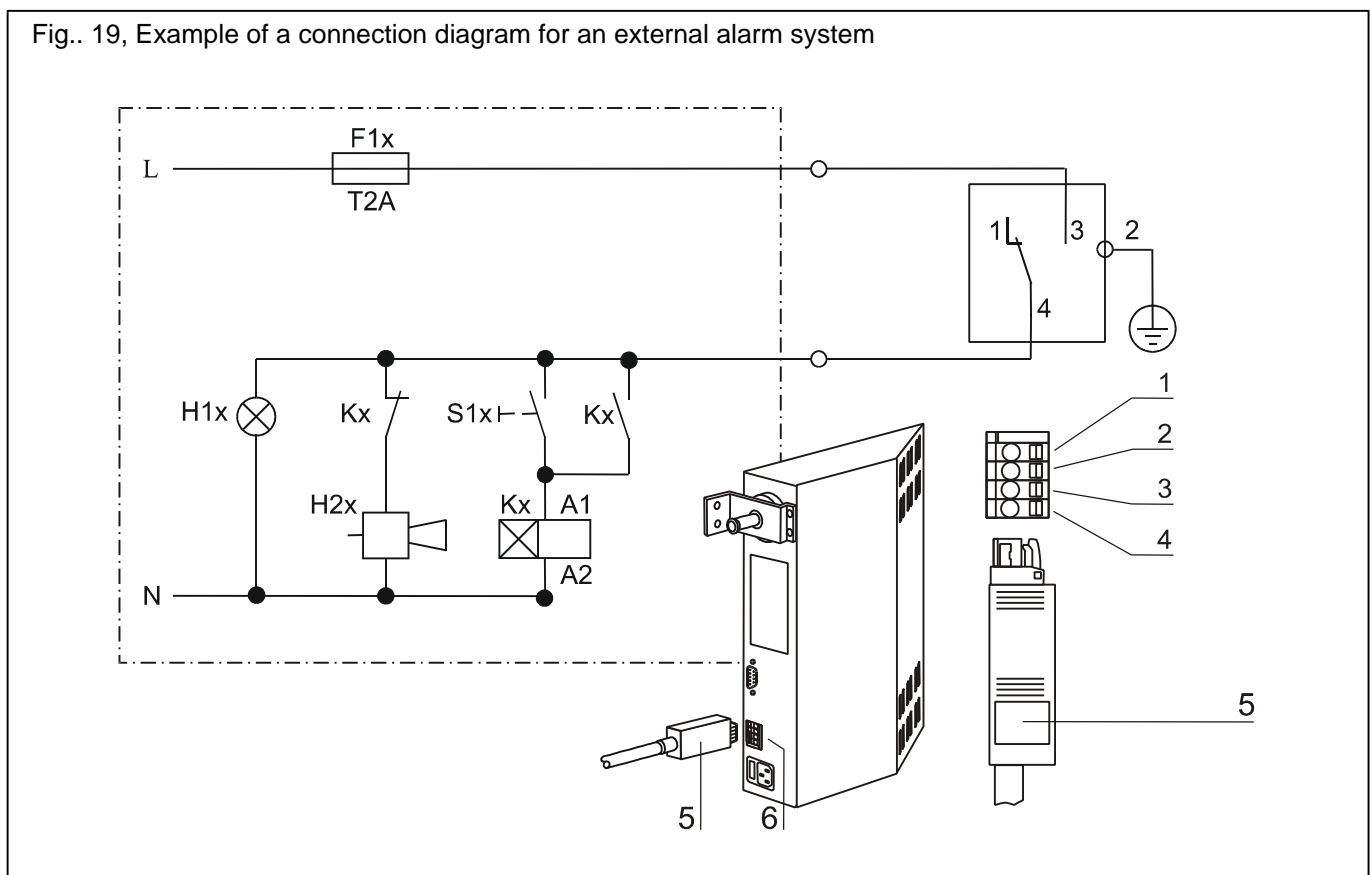 Fig.. 19, Example of a connection diagram for an external alarm system
F1x
L
T2A
1 3 2
4
H1x Kx S1x Kx
1
2
H2x Kx A1
3
4
A2
N
5
5 6